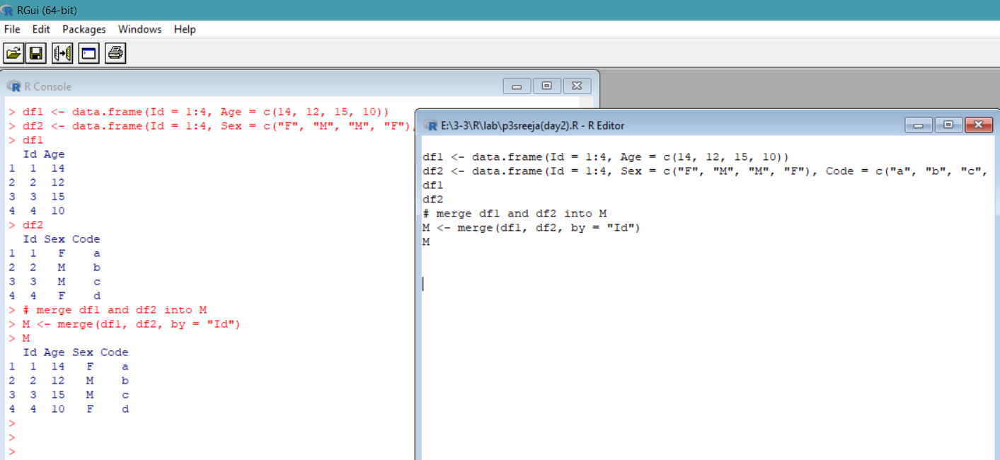 RGui (64-bit)
File Edit Packages Windows Help
R Console
> df1 <- data.frame(Id = 1:4, Age = c(14, 12, 15, 10))
> df2 <- data.frame(Id = 1:4, Sex = c("F", "M", "M", "F"),
> df1
  Id Age
1  1  14
2  2  12
3  3  15
4  4  10
> df2
  Id Sex Code
1  1   F    a
2  2   M    b
3  3   M    c
4  4   F    d
> # merge df1 and df2 into M
> M <- merge(df1, df2, by = "Id")
> M
  Id Age Sex Code
1  1  14   F    a
2  2  12   M    b
3  3  15   M    c
4  4  10   F    d
>
>
>
E:\3-3\R\lab\p3sreeja(day2).R - R Editor
df1 <- data.frame(Id = 1:4, Age = c(14, 12, 15, 10))
df2 <- data.frame(Id = 1:4, Sex = c("F", "M", "M", "F"), Code = c("a", "b", "c",
df1
df2
# merge df1 and df2 into M
M <- merge(df1, df2, by = "Id")
M